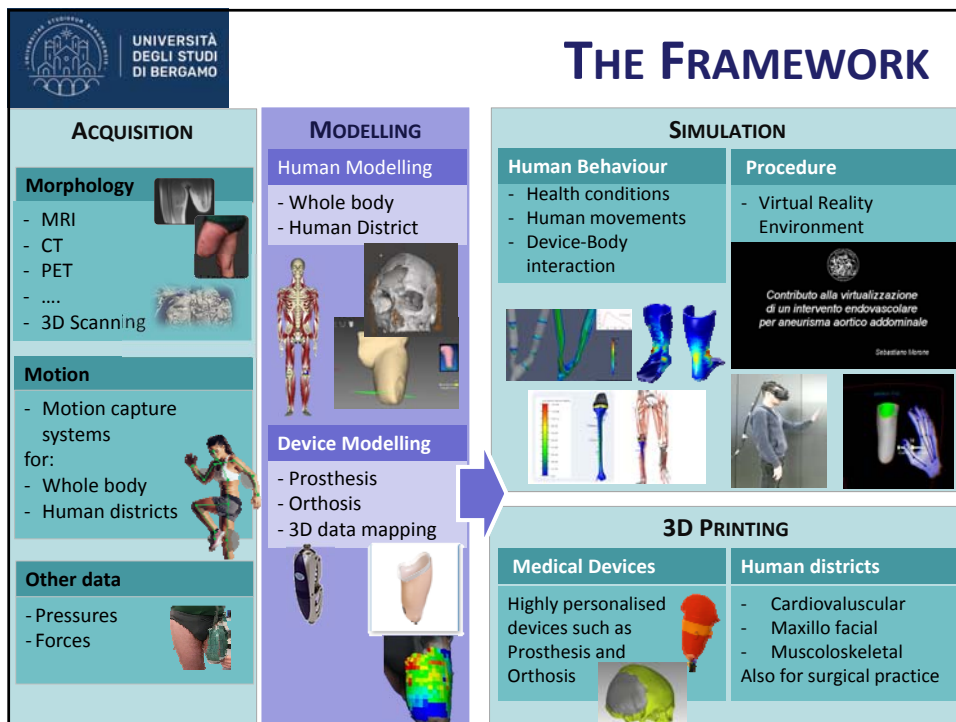 UNIVERSITÀ
DEGLI STUDI
DI BERGAMO
THE FRAMEWORK
ACQUISITION
Morphology
- MRI
- CT
- PET
- ....
- 3D Scanning
Motion
- Motion capture
systems
for:
- Whole body
- Human districts
Other data
- Pressures
- Forces
MODELLING
Human Modelling
- Whole body
- Human District
Device Modelling
- Prosthesis
- Orthosis
- 3D data mapping
SIMULATION
Human Behaviour
- Health conditions
- Human movements
- Device-Body
interaction
Procedure
- Virtual Reality
Environment
Contributo alla virtualizzazione
di un intervento endovascolare
per aneurisma aortico addominale
Sebastiano Morone
3D PRINTING
Medical Devices
Highly personalised
devices such as
Prosthesis and
Orthosis
Human districts
- Cardiovaluscular
- Maxillo facial
- Muscoloskeletal
Also for surgical practice